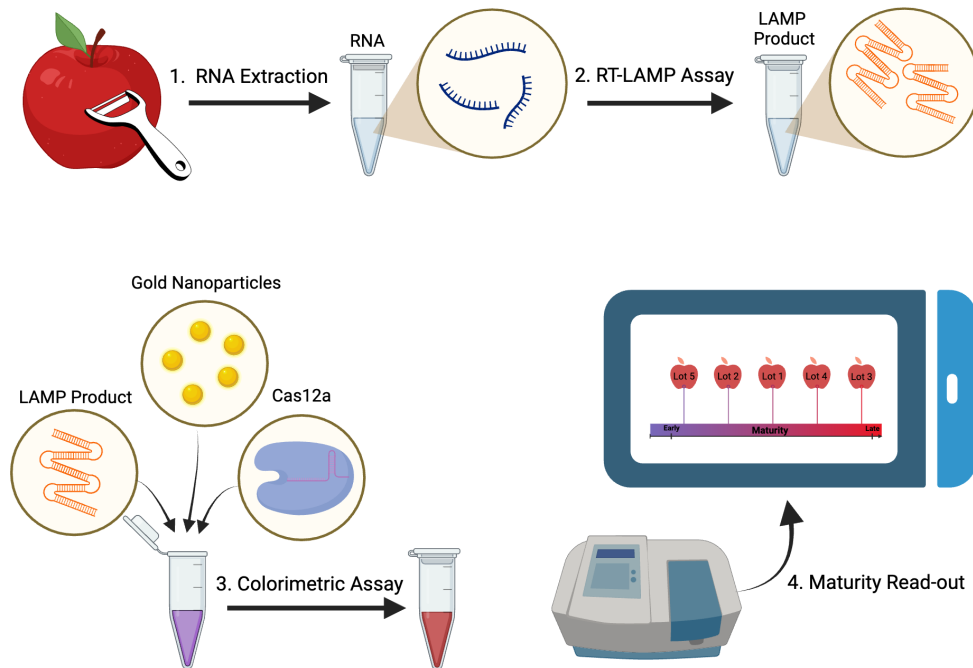 1. RNA Extraction
RNA
2. RT-LAMP Assay
LAMP
Product
Gold Nanoparticles
LAMP Product
Cas12a
3. Colorimetric Assay
Lot 5
Lot 2
Lot 1
Lot 4
Lot 3
Early
Maturity
Late
4. Maturity Read-out